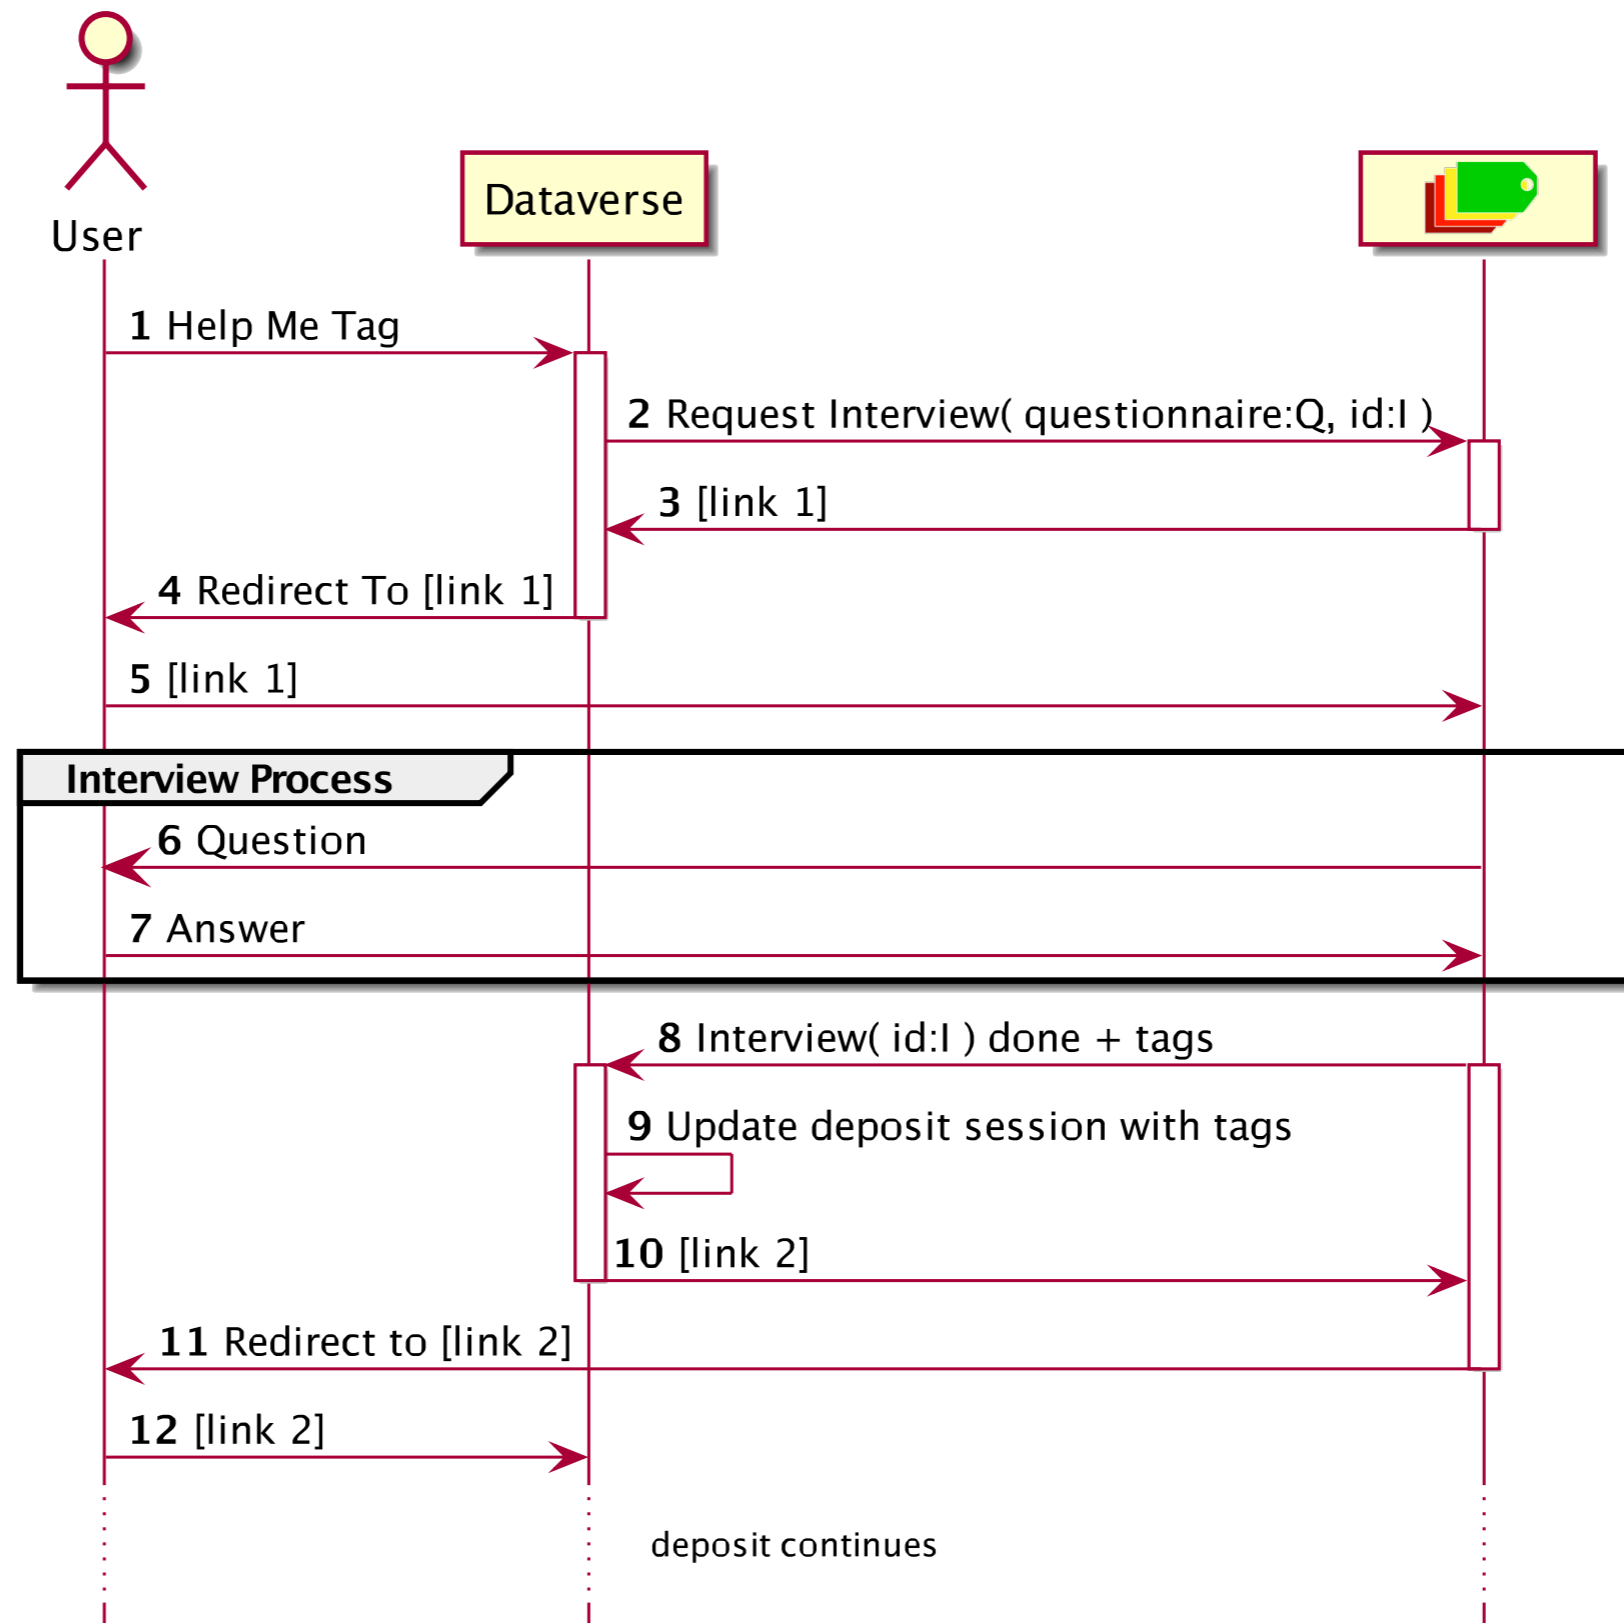 User
Dataverse
1 Help Me Tag
2 Request Interview( questionnaire:Q, id:I )
3 [link 1]
4 Redirect To [link 1]
5 [link 1]
Interview Process
6 Question
7 Answer
8 Interview( id:I ) done + tags
9 Update deposit session with tags
10 [link 2]
11 Redirect to [link 2]
12 [link 2]
deposit continues